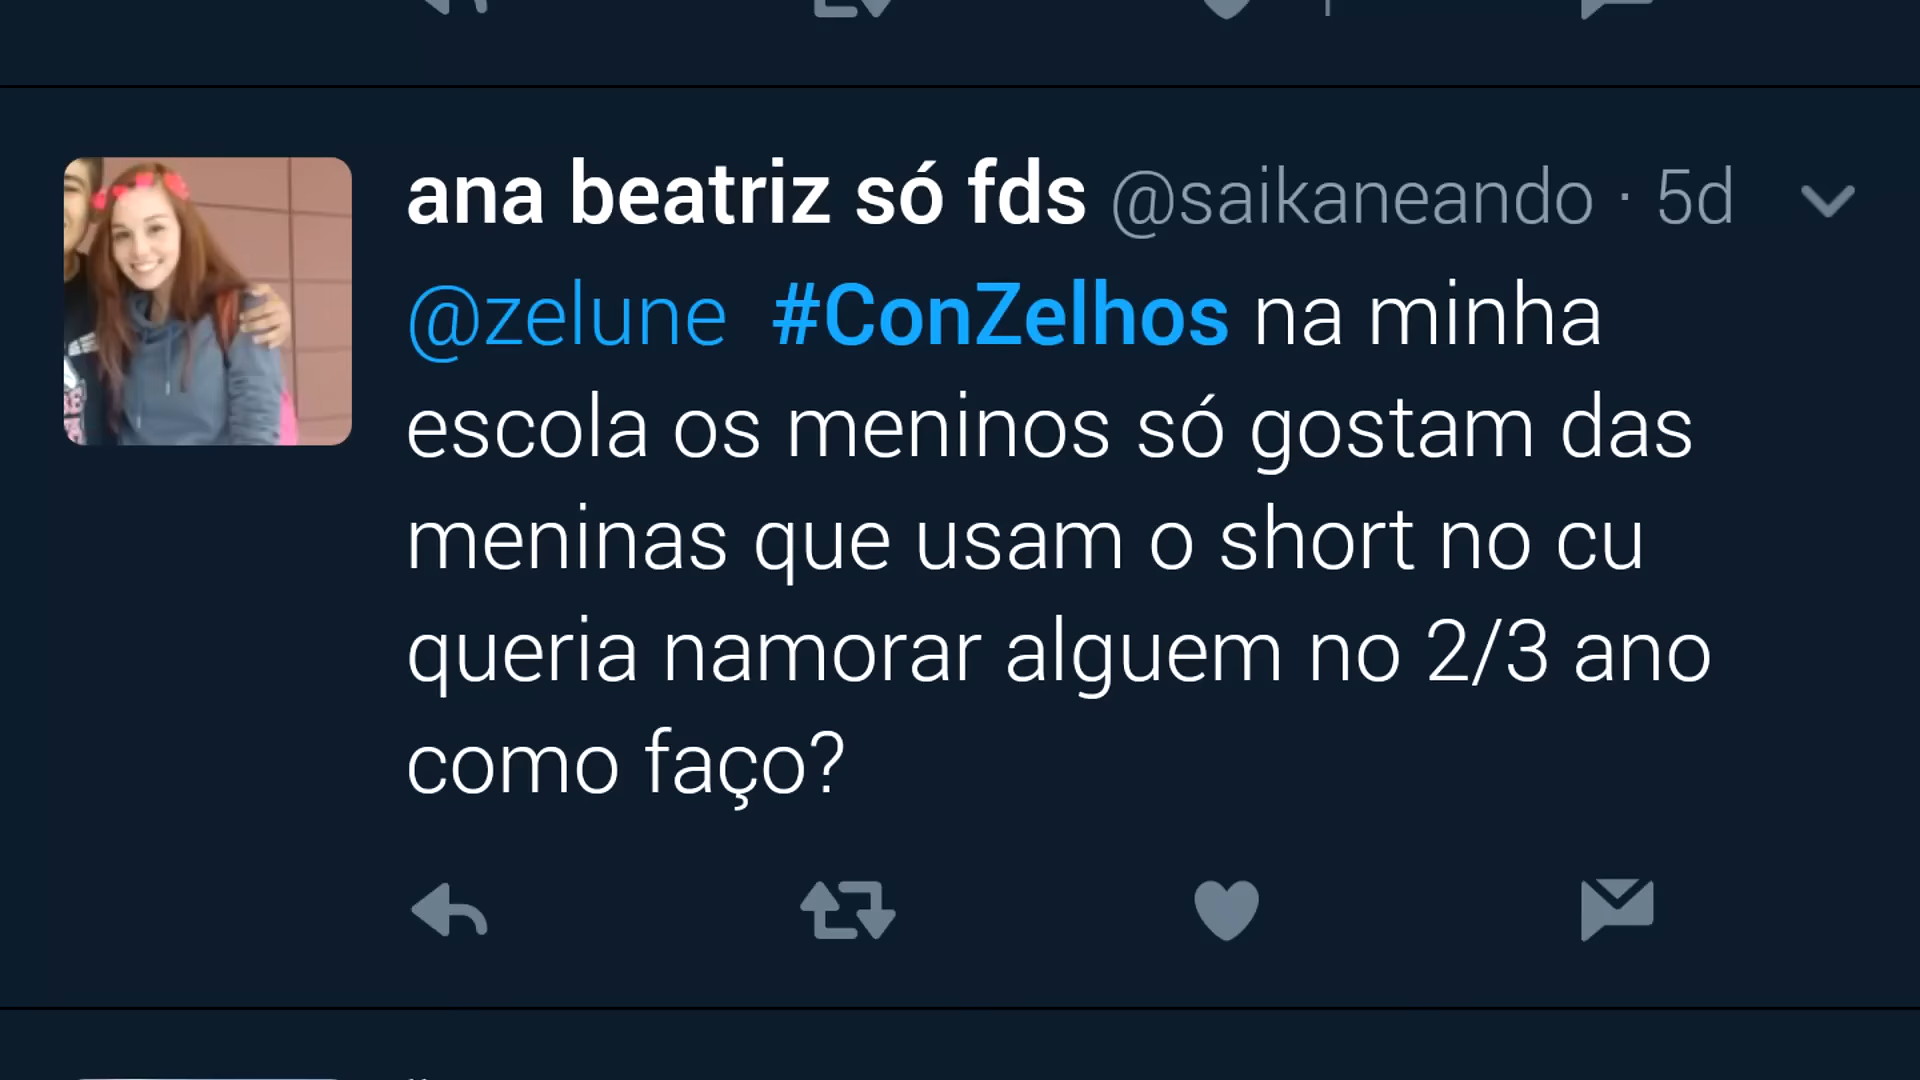 ana beatriz só fds @saikaneando · 5d
@zelune #ConZelhos na minha
escola os meninos só gostam das
meninas que usam o short no cu
queria namorar alguem no 2/3 ano
como faço?